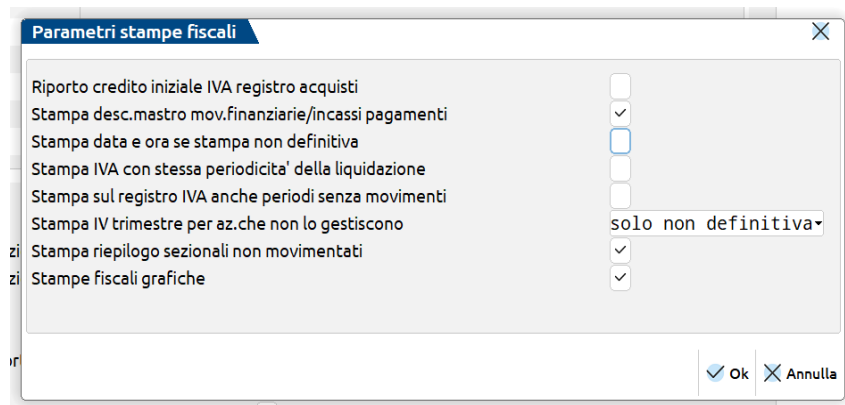 Parametri stampe fiscali
Riporto credito iniziale IVA registro acquisti
Stampa desc.mastro mov.finanziarie/incassi pagamenti
Stampa data e ora se stampa non definitiva
Stampa IVA con stessa periodicita' della liquidazione
Stampa sul registro IVA anche periodi senza movimenti
Stampa IV trimestre per az.che non lo gestiscono solo non definitiva
Stampa riepilogo sezionali non movimentati
Stampe fiscali grafiche
Ok Annulla